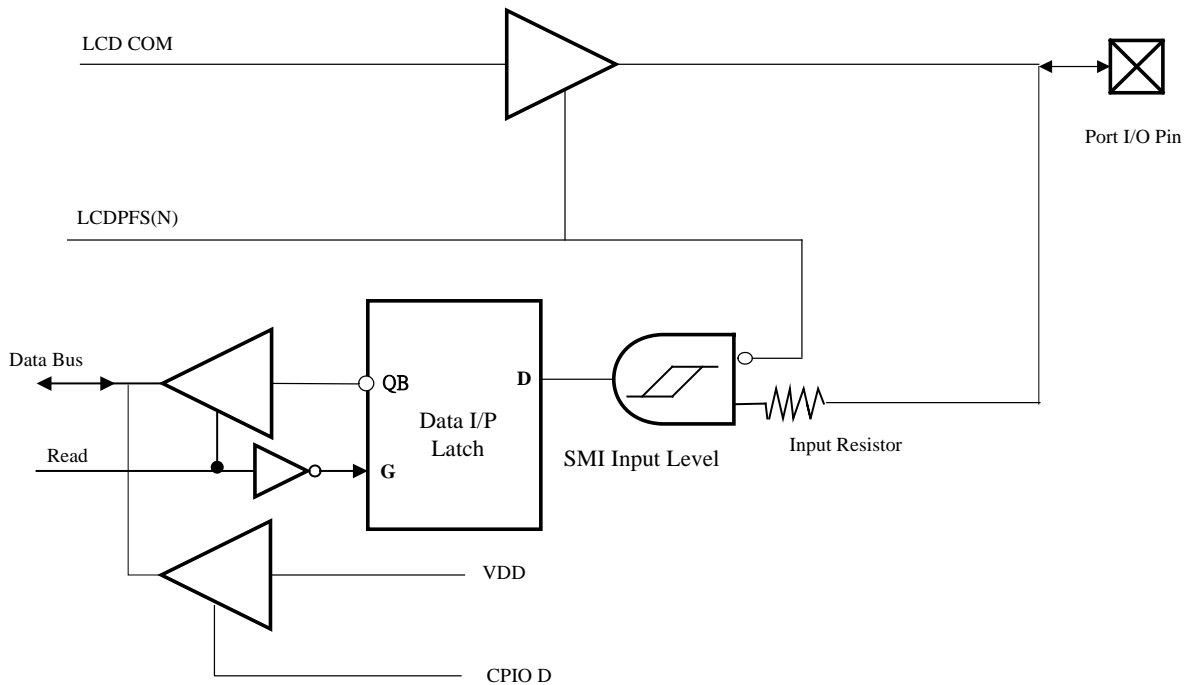 LCD COM
Port I/O Pin
LCDPFS(N)
Data Bus
QB
D
Data I/P
Latch
Input Resistor
SMI Input Level
Read
G
VDD
CPIO D